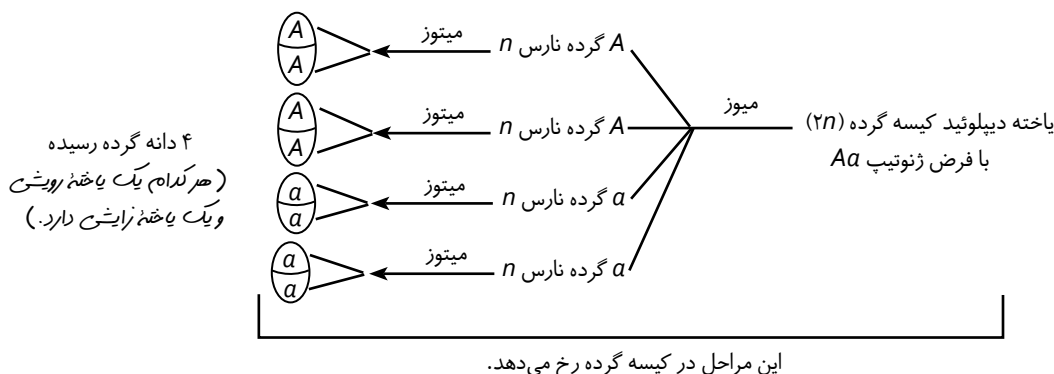 یاخته دیپلوئید کیسه گرده (۲n)
با فرض ژنوتیپ Aa
میوز
A گرده نارس n
میتوز
A
A
A گرده نارس n
میتوز
A
A
a گرده نارس n
میتوز
a
a
a گرده نارس n
میتوز
a
a
۴ دانه گرده رسیده
(هر کدام یک یاختهٔ رویشی
و یک یاختهٔ زایشی دارد.)
این مراحل در کیسه گرده رخ می‌دهد.